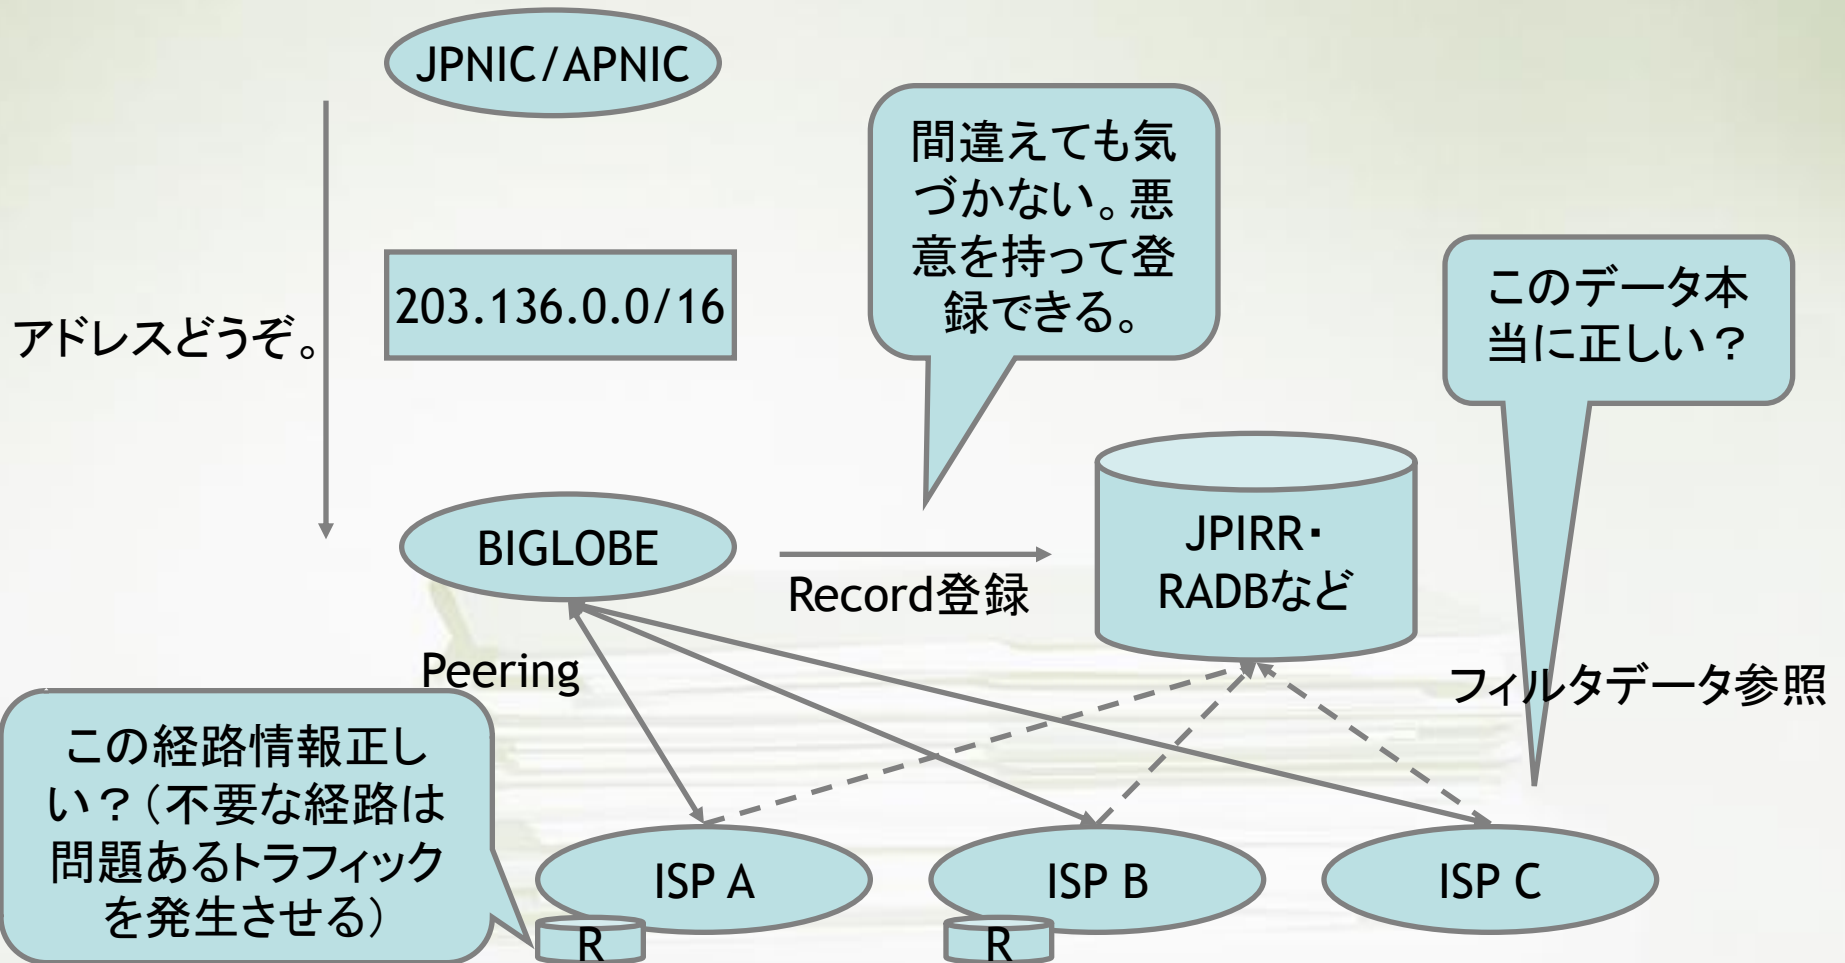 JPNIC/APNIC
間違えても気
づかない。悪
意を持って登
録できる。
203.136.0.0/16
アドレスどうぞ。
このデータ本
当に正しい？
BIGLOBE
Record登録
JPIRR・
RADBなど
Peering
フィルタデータ参照
この経路情報正し
い？（不要な経路は
問題あるトラフィック
を発生させる）
ISP A
ISP B
ISP C
R
R